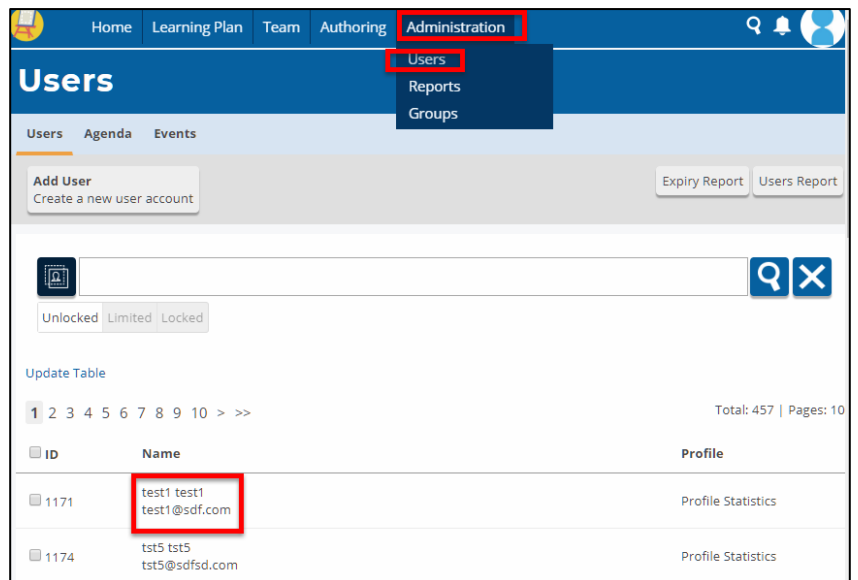 Home Learning Plan Team Authoring Administration
Users
Reports
Groups
Users
Users Agenda Events
Add User
Create a new user account
Expiry Report Users Report
Unlocked Limited Locked
Update Table
1 2 3 4 5 6 7 8 9 10 > >>
Total: 457 | Pages: 10
ID Name Profile
1171 test1 test1 Profile Statistics
test1@sdf.com
1174 tst5 tst5 Profile Statistics
tst5@sdfsd.com